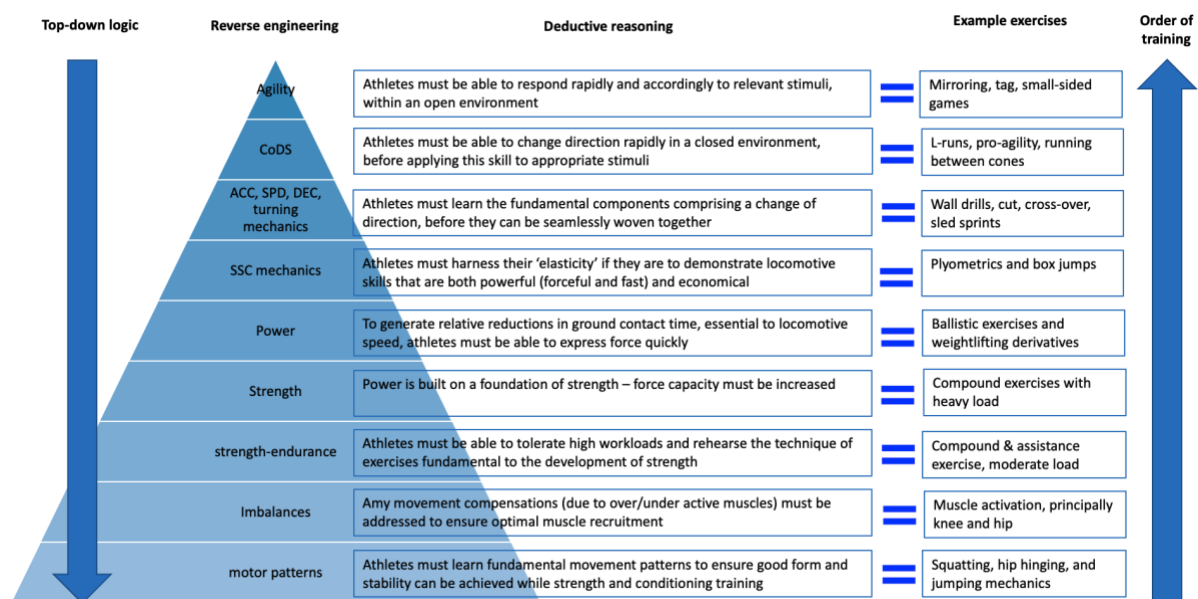 Top-down logic
Reverse engineering
Deductive reasoning
Example exercises
Order of
training
Agility
Athletes must be able to respond rapidly and accordingly to relevant stimuli,
within an open environment
Mirroring, tag, small-sided
games
CoDS
Athletes must be able to change direction rapidly in a closed environment,
before applying this skill to appropriate stimuli
L-runs, pro-agility, running
between cones
ACC, SPD, DEC,
turning
mechanics
Athletes must learn the fundamental components comprising a change of
direction, before they can be seamlessly woven together
Wall drills, cut, cross-over,
sled sprints
SSC mechanics
Athletes must harness their ‘elasticity’ if they are to demonstrate locomotive
skills that are both powerful (forceful and fast) and economical
Plyometrics and box jumps
Power
To generate relative reductions in ground contact time, essential to locomotive
speed, athletes must be able to express force quickly
Ballistic exercises and
weightlifting derivatives
Strength
Power is built on a foundation of strength – force capacity must be increased
Compound exercises with
heavy load
strength-endurance
Athletes must be able to tolerate high workloads and rehearse the technique of
exercises fundamental to the development of strength
Compound & assistance
exercise, moderate load
Imbalances
Amy movement compensations (due to over/under active muscles) must be
addressed to ensure optimal muscle recruitment
Muscle activation, principally
knee and hip
motor patterns
Athletes must learn fundamental movement patterns to ensure good form and
stability can be achieved while strength and conditioning training
Squatting, hip hinging, and
jumping mechanics